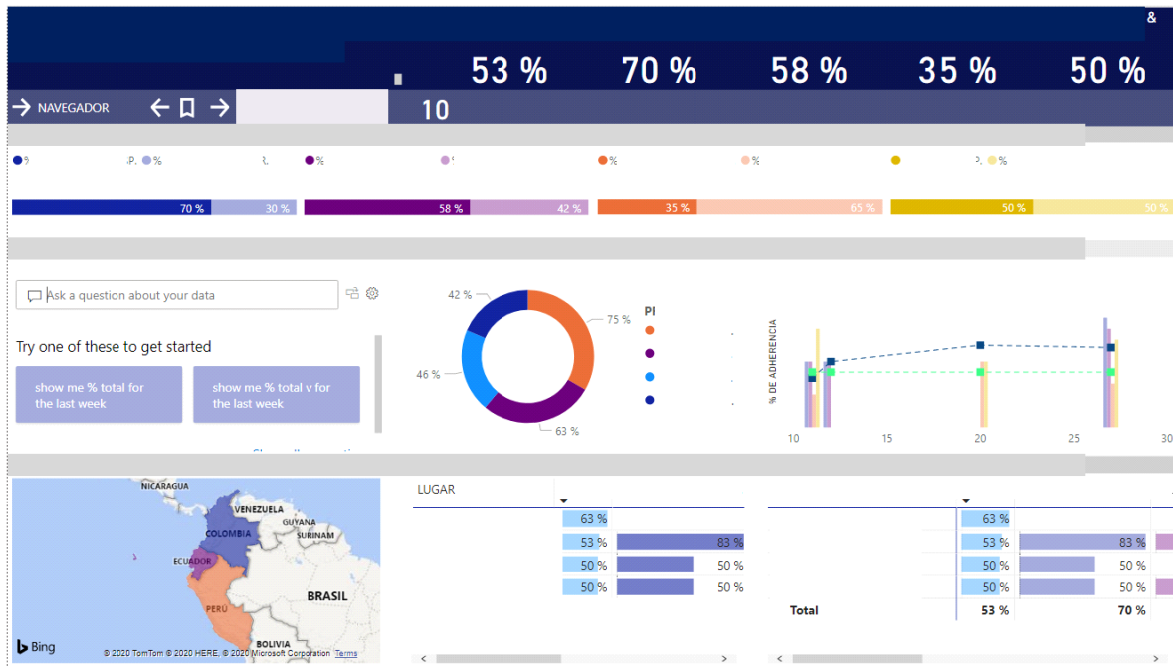 &
53 % 70 % 58 % 35 % 50 %
NAVEGADOR 10
% P. % R. % % % P. %
70 % 30 % 58 % 42 % 35 % 65 % 50 % 50 %
Ask a question about your data
Try one of these to get started
show me % total for
the last week
show me % total v for
the last week
42 %
75 %
46 %
63 %
PI
% DE ADHERENCIA
10 15 20 25 30
NICARAGUA
VENEZUELA
GUYANA
COLOMBIA
SURINAM
ECUADOR
BRASIL
PERÚ
BOLIVIA
Bing
© 2020 TomTom © 2020 HERE, © 2020 Microsoft Corporation Terms
LUGAR
63 %
53 % 83 %
50 % 50 %
50 % 50 %
63 %
53 % 83 %
50 % 50 %
50 % 50 %
Total 53 % 70 %